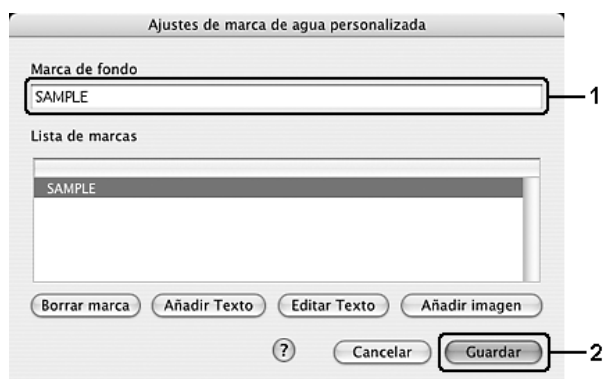 Ajustes de marca de agua personalizada
Marca de fondo
SAMPLE 1
Lista de marcas
SAMPLE
Borrar marca Añadir Texto Editar Texto Añadir imagen
? Cancelar Guardar 2